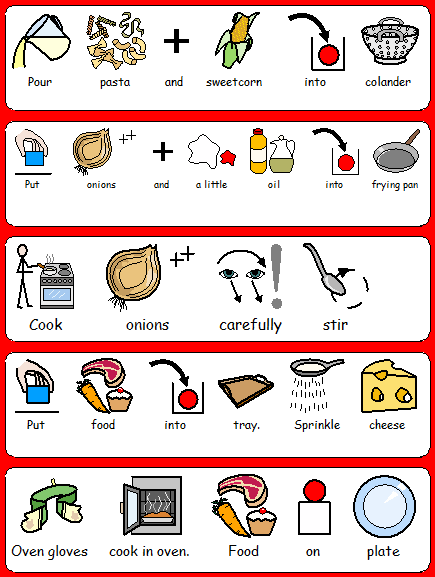 Pour pasta and sweetcorn into colander
Put onions and a little oil into frying pan
Cook onions carefully stir
Put food into tray. Sprinkle cheese
Oven gloves cook in oven. Food on plate